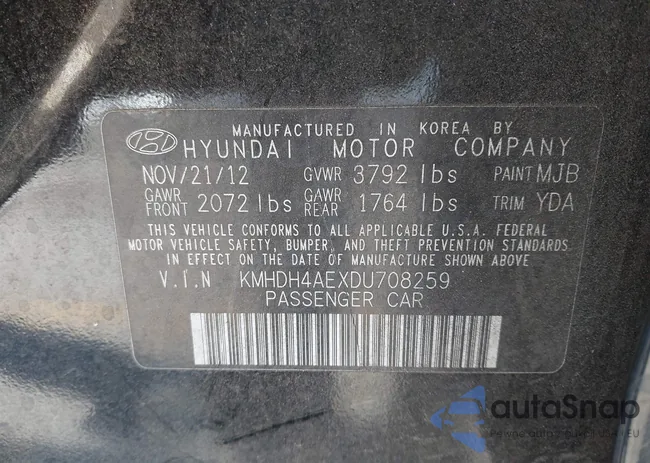 MANUFACTURED IN KOREA BY
HYUNDAI MOTOR COMPANY
NOV/21/12 GVWR 3792 lbs PAINT MJB
GAWR FRONT 2072 lbs GAWR REAR 1764 lbs TRIM YDA
THIS VEHICLE CONFORMS TO ALL APPLICABLE U.S.A. FEDERAL
MOTOR VEHICLE SAFETY, BUMPER, AND THEFT PREVENTION STANDARDS
IN EFFECT ON THE DATE OF MANUFACTURE SHOWN ABOVE
V.I.N KMHDH4AEXDU708259
PASSENGER CAR
autoSnap